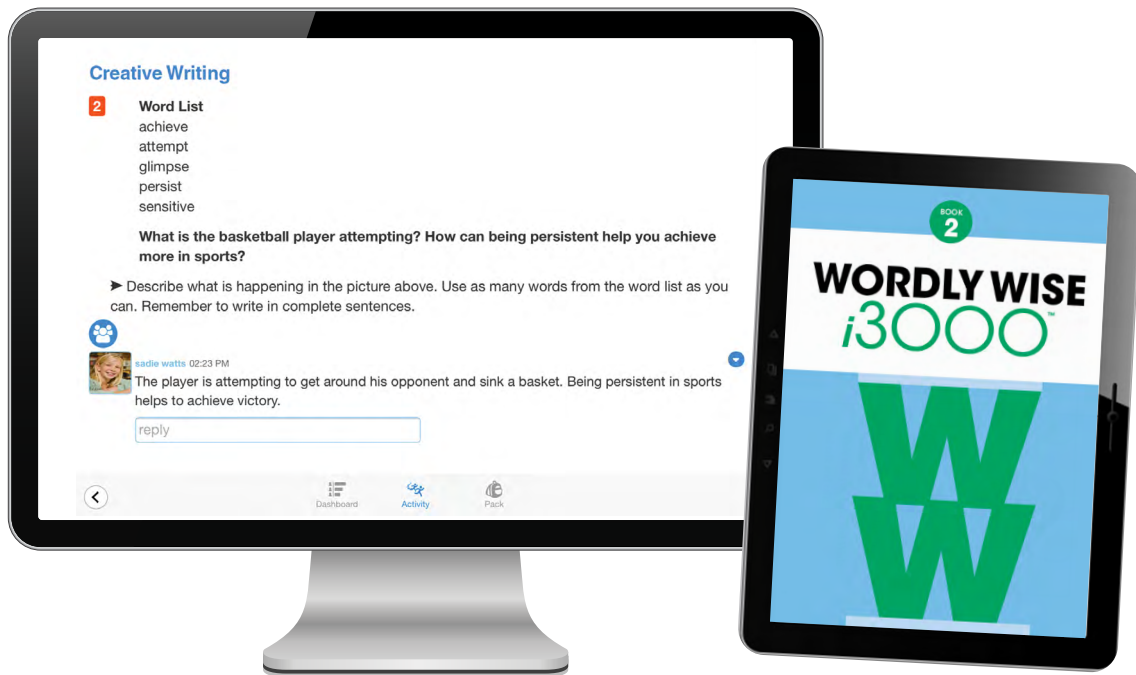 Creative Writing
2 Word List
achieve
attempt
glimpse
persist
sensitive
What is the basketball player attempting? How can being persistent help you achieve
more in sports?
➤ Describe what is happening in the picture above. Use as many words from the word list as you
can. Remember to write in complete sentences.
sadie watts 02:23 PM
The player is attempting to get around his opponent and sink a basket. Being persistent in sports
helps to achieve victory.
reply
Dashboard Activity Pack
BOOK
2
WORDLY WISE
i3000™
W
W